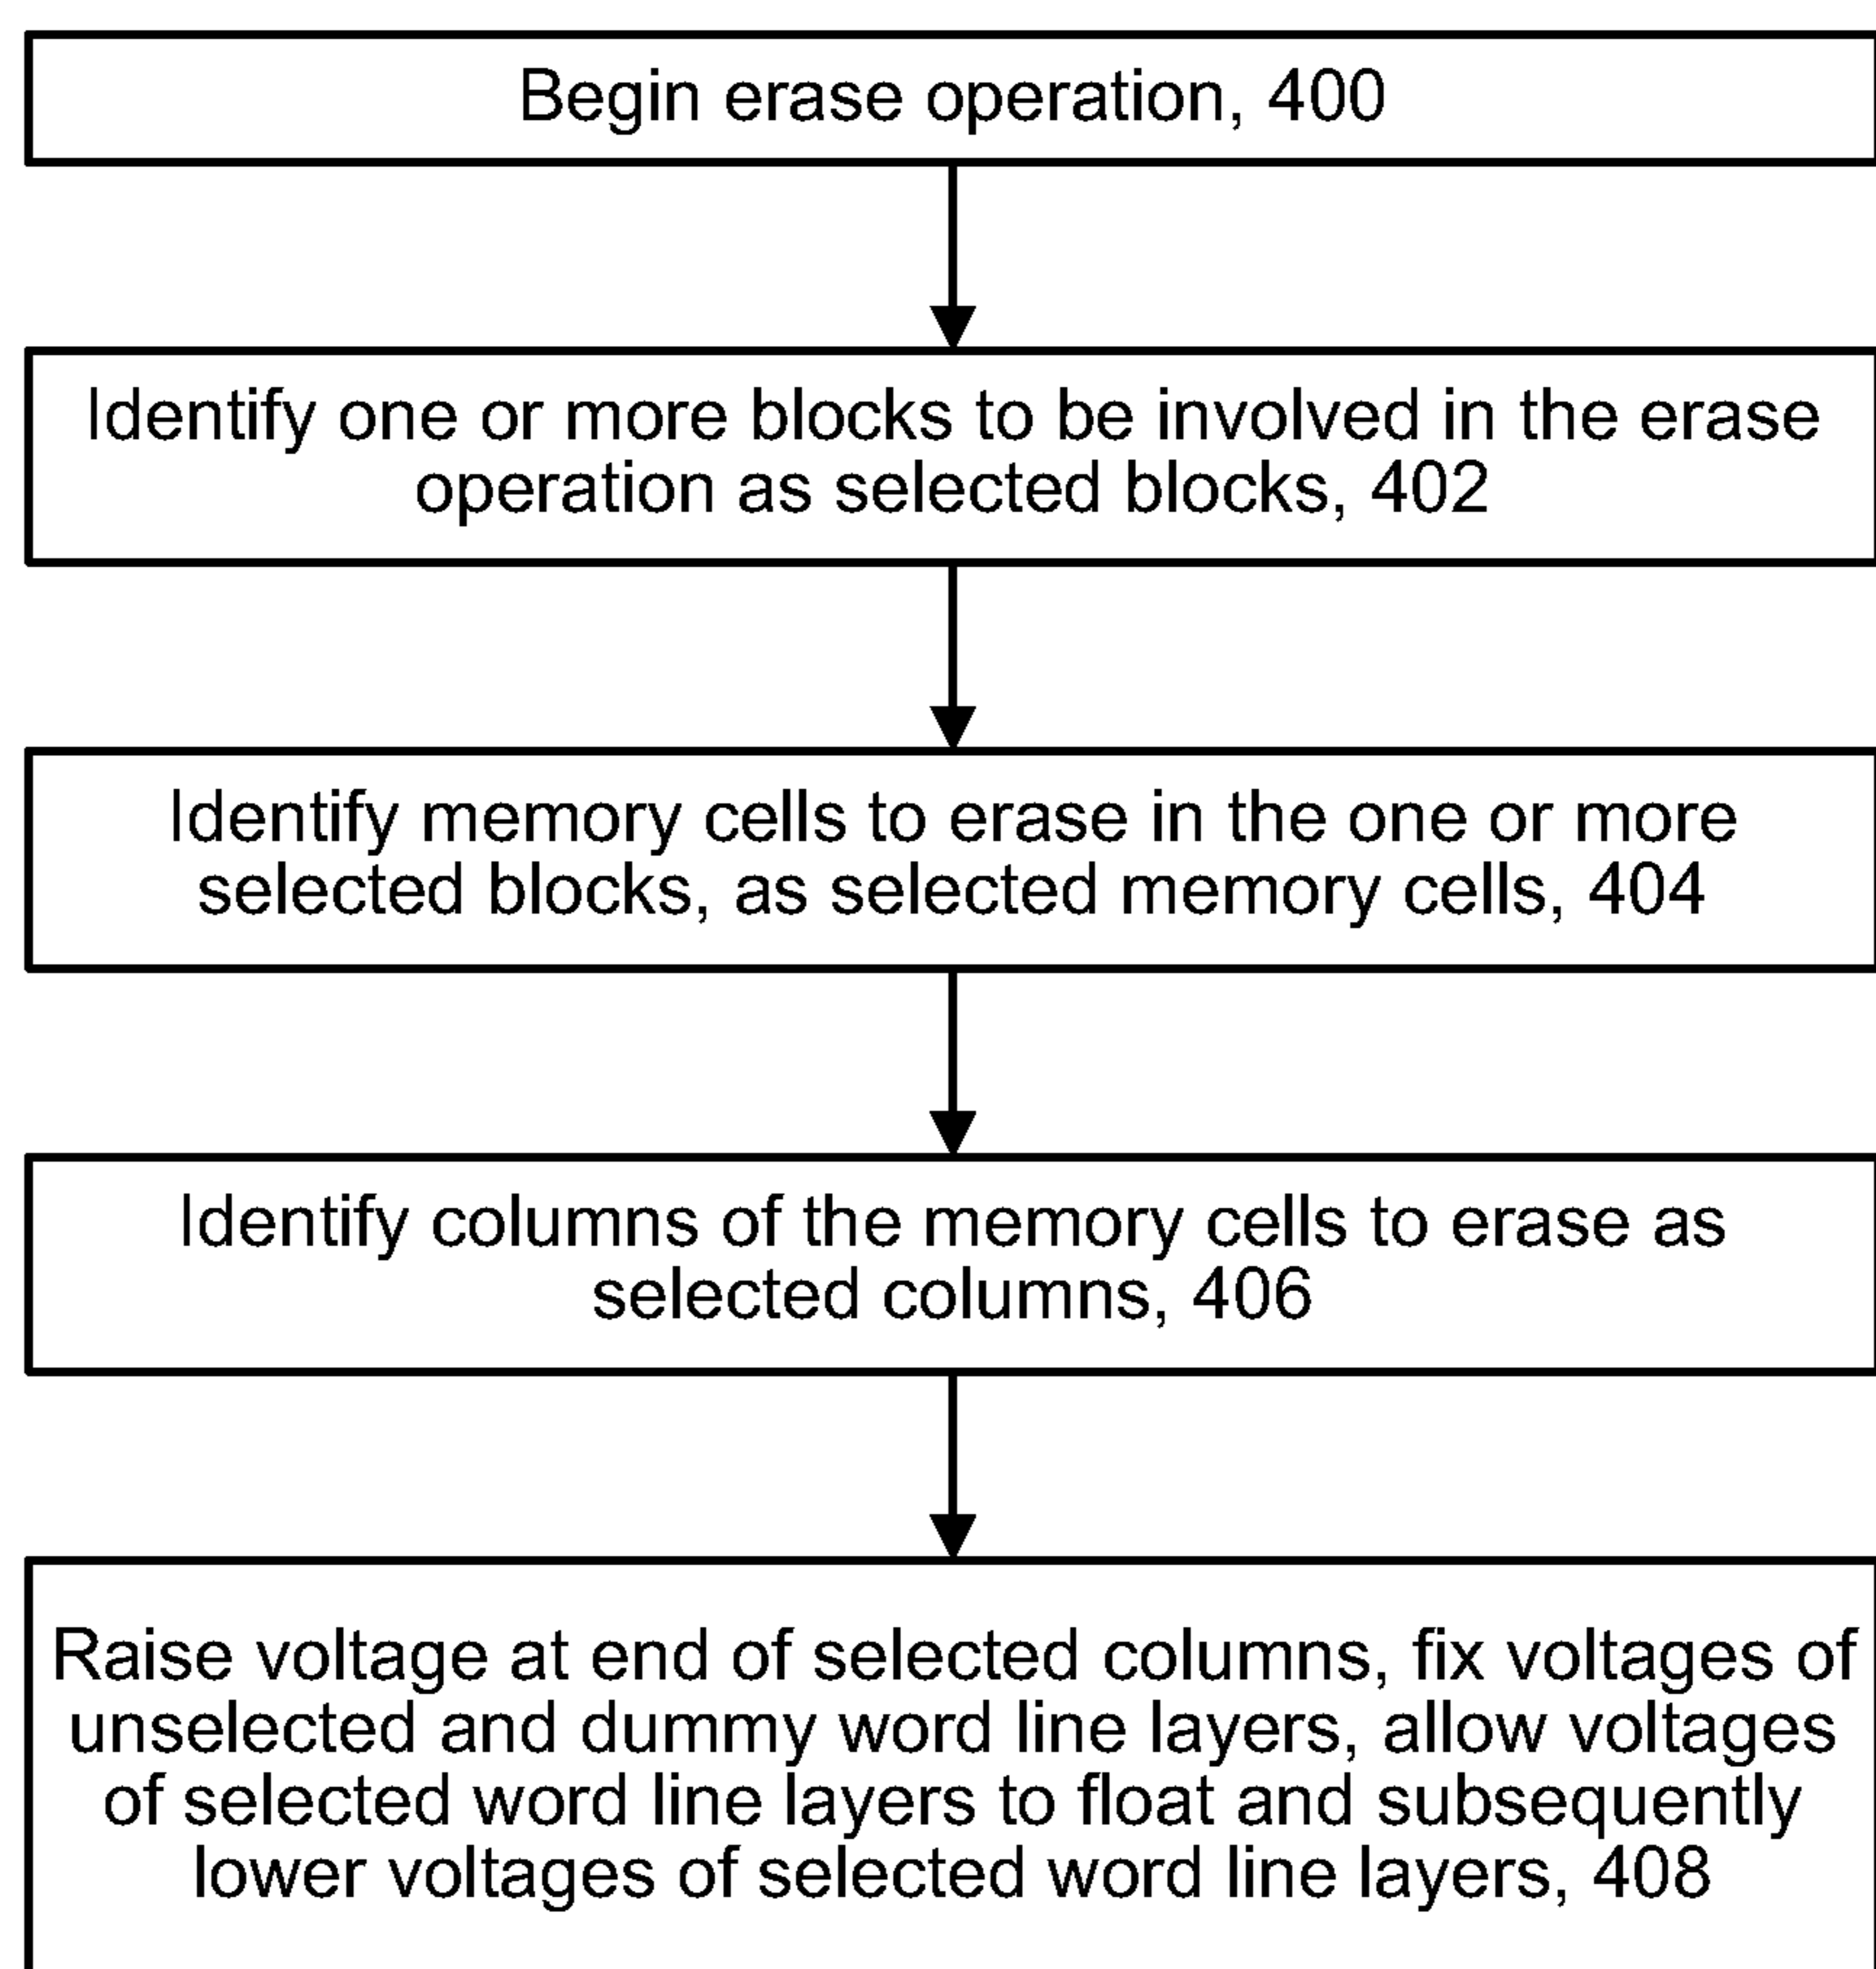 Begin erase operation, 400
Identify one or more blocks to be involved in the erase
operation as selected blocks, 402
Identify memory cells to erase in the one or more
selected blocks, as selected memory cells, 404
Identify columns of the memory cells to erase as
selected columns, 406
Raise voltage at end of selected columns, fix voltages of
unselected and dummy word line layers, allow voltages
of selected word line layers to float and subsequently
lower voltages of selected word line layers, 408